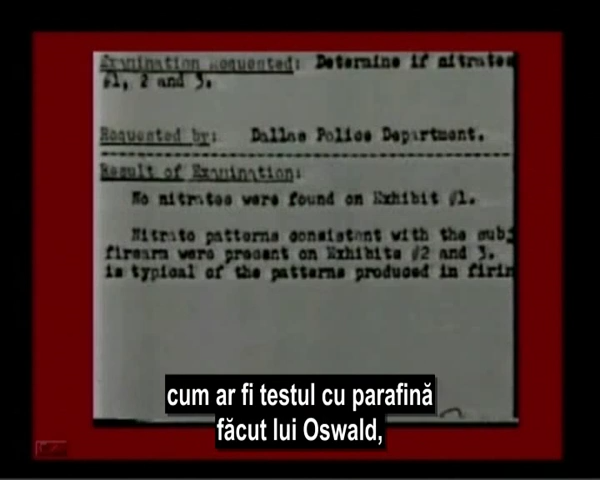 Examination Requested: Determine if nitrates
#1, 2 and 3.
Requested by: Dallas Police Department.
Result of Examination:
No nitrates were found on Exhibit #1.
Nitrate patterns consistent with the subj
firearm were present on Exhibits #2 and 3.
is typical of the patterns produced in firin
cum ar fi testul cu parafină
făcut lui Oswald,